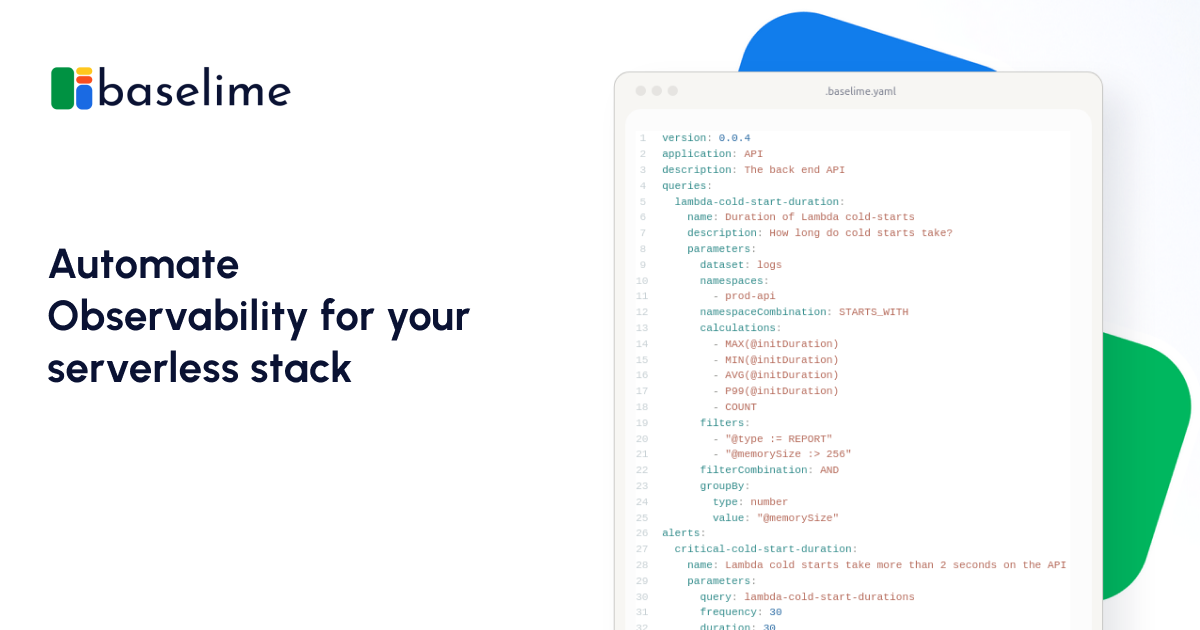 baselime
Automate
Observability for your
serverless stack
.baselime.yaml
1 version: 0.0.4
2 application: API
3 description: The back end API
4 queries:
5   lambda-cold-start-duration:
6     name: Duration of Lambda cold-starts
7     description: How long do cold starts take?
8     parameters:
9       dataset: logs
10       namespaces:
11         - prod-api
12       namespaceCombination: STARTS_WITH
13       calculations:
14         - MAX(@initDuration)
15         - MIN(@initDuration)
16         - AVG(@initDuration)
17         - P99(@initDuration)
18         - COUNT
19       filters:
20         - "@type := REPORT"
21         - "@memorySize :> 256"
22       filterCombination: AND
23       groupBy:
24         type: number
25         value: "@memorySize"
26 alerts:
27   critical-cold-start-duration:
28     name: Lambda cold starts take more than 2 seconds on the API
29     parameters:
30       query: lambda-cold-start-durations
31       frequency: 30
32       duration: 30